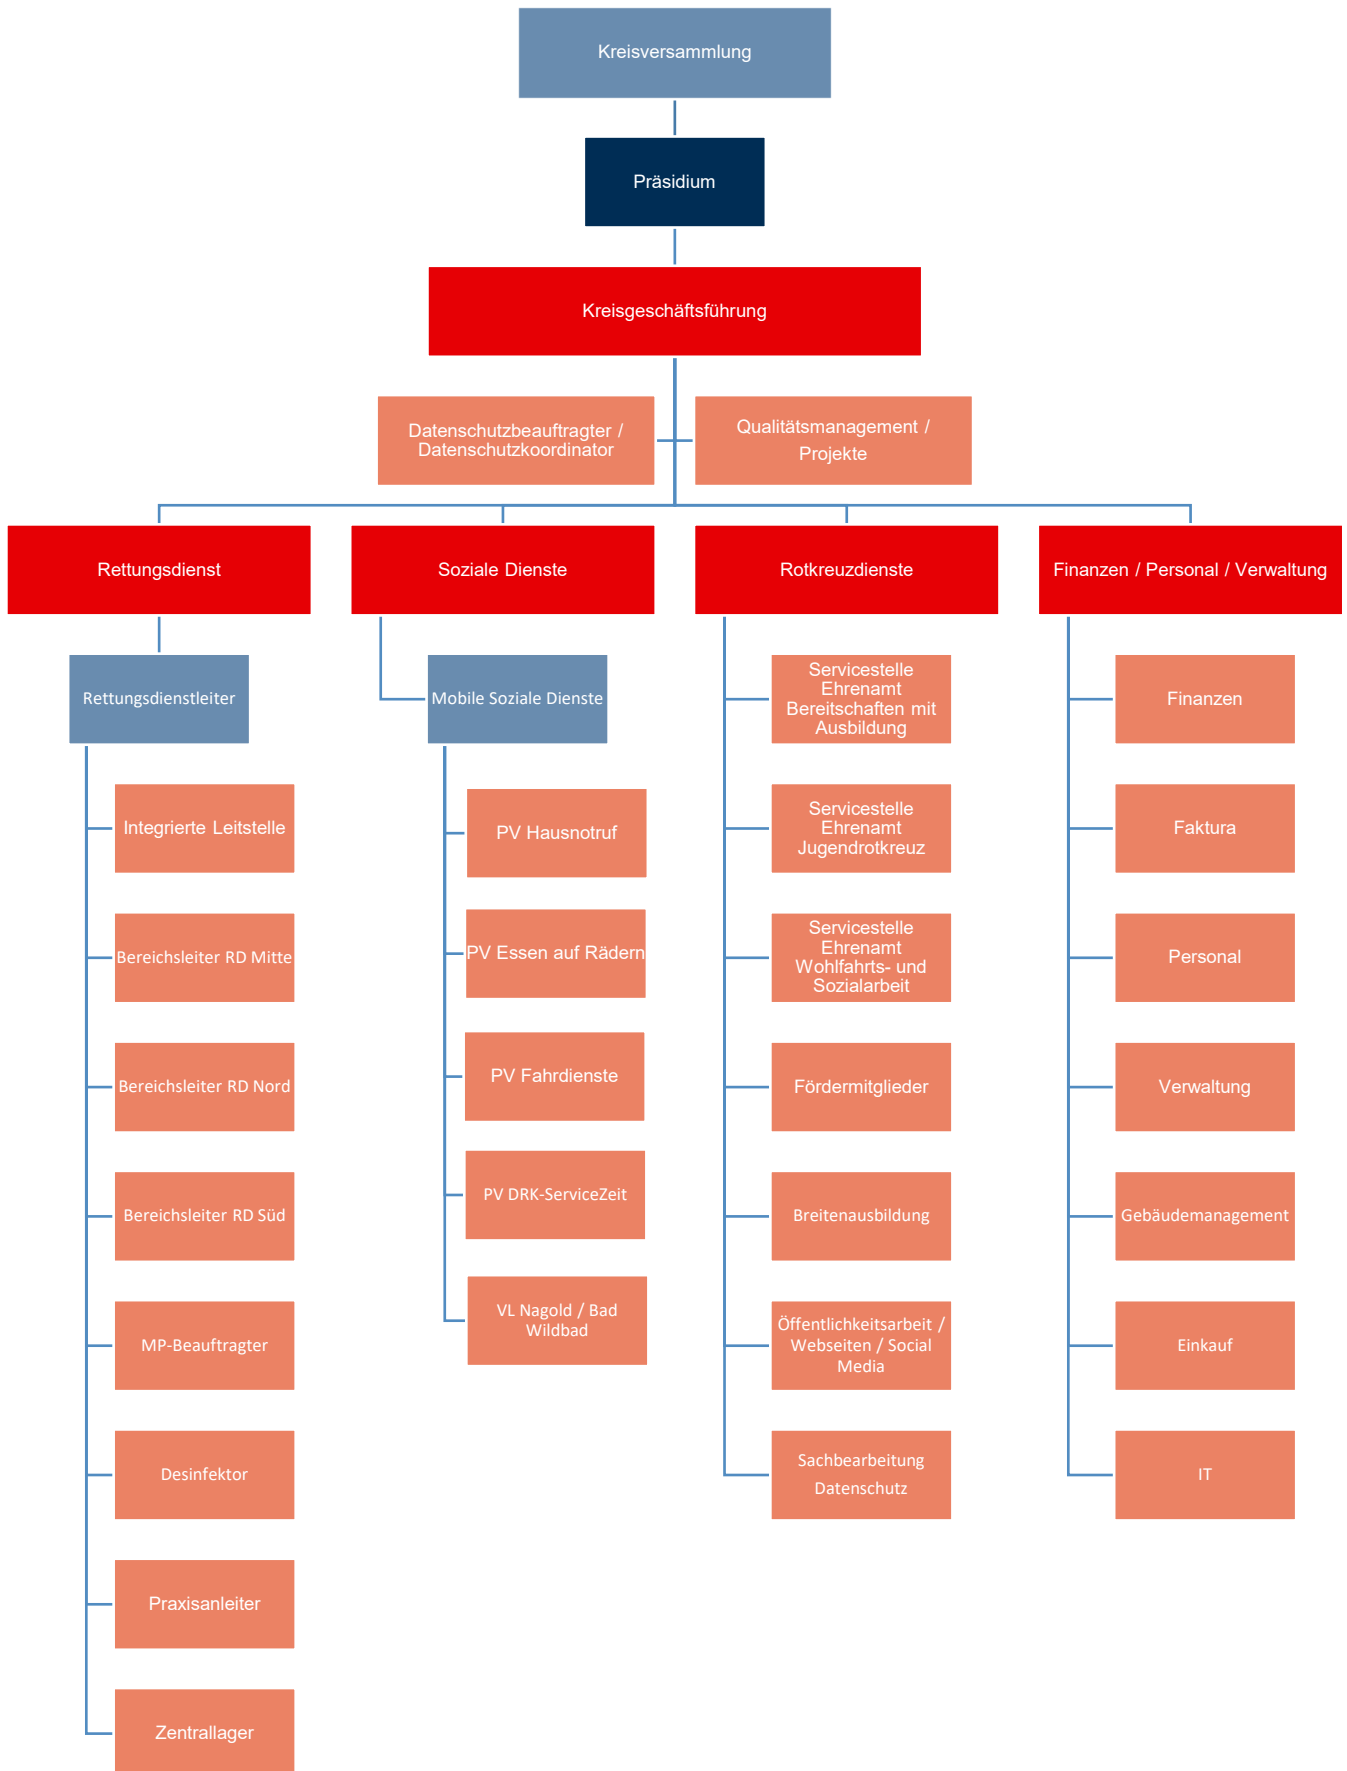 Kreisversammlung
Präsidium
Kreisgeschäftsführung
Datenschutzbeauftragter /
Datenschutzkoordinator
Qualitätsmanagement /
Projekte
Rettungsdienst
Soziale Dienste
Rotkreuzdienste
Finanzen / Personal / Verwaltung
Rettungsdienstleiter
Integrierte Leitstelle
Bereichsleiter RD Mitte
Bereichsleiter RD Nord
Bereichsleiter RD Süd
MP-Beauftragter
Desinfektor
Praxisanleiter
Zentrallager
Mobile Soziale Dienste
PV Hausnotruf
PV Essen auf Rädern
PV Fahrdienste
PV DRK-ServiceZeit
VL Nagold / Bad
Wildbad
Servicestelle
Ehrenamt
Bereitschaften mit
Ausbildung
Servicestelle
Ehrenamt
Jugendrotkreuz
Servicestelle
Ehrenamt
Wohlfahrts- und
Sozialarbeit
Fördermitglieder
Breitenausbildung
Öffentlichkeitsarbeit /
Webseiten / Social
Media
Sachbearbeitung
Datenschutz
Finanzen
Faktura
Personal
Verwaltung
Gebäudemanagement
Einkauf
IT